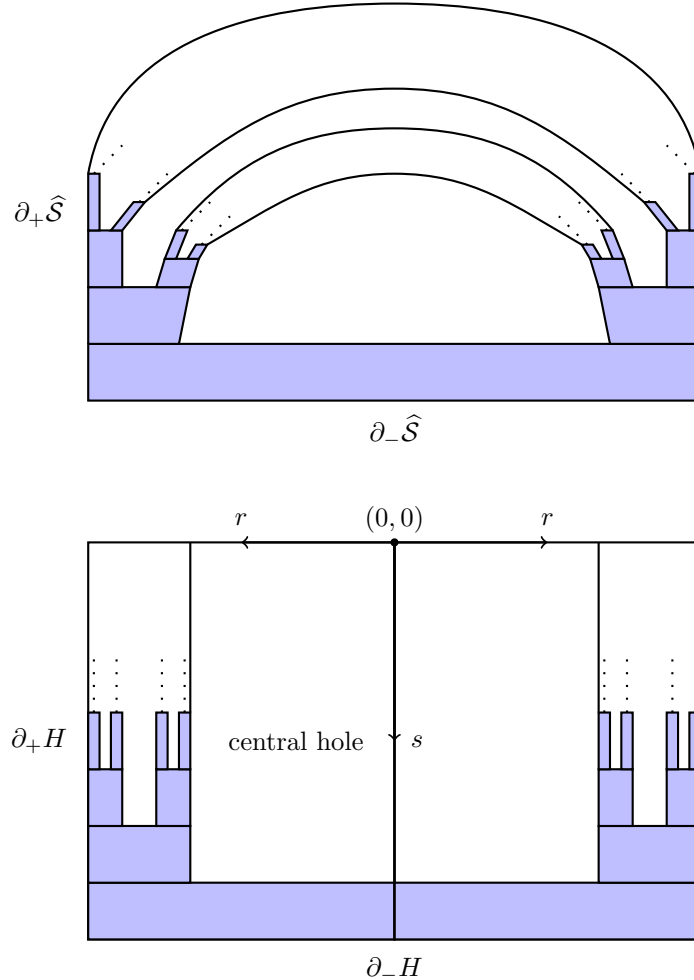 ∂₊Ŝ
∂₋Ŝ
r (0, 0) r
∂₊H central hole s
∂₋H